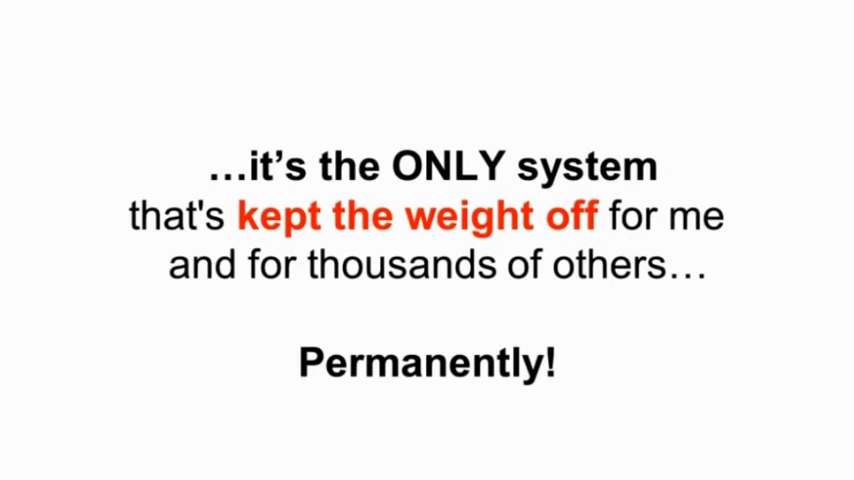 …it's the ONLY system
that's kept the weight off for me
and for thousands of others…
Permanently!